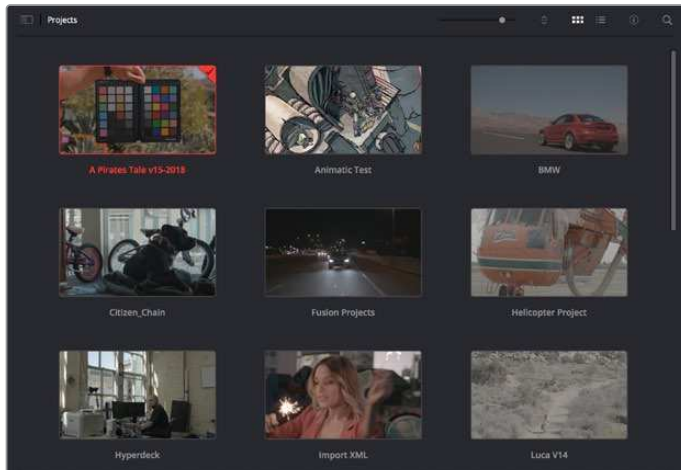 Projects
A Pirates Tale v15-2018
Animatic Test
BMW
Citizen_Chain
Fusion Projects
Helicopter Project
Hyperdeck
Import XML
Luca V14